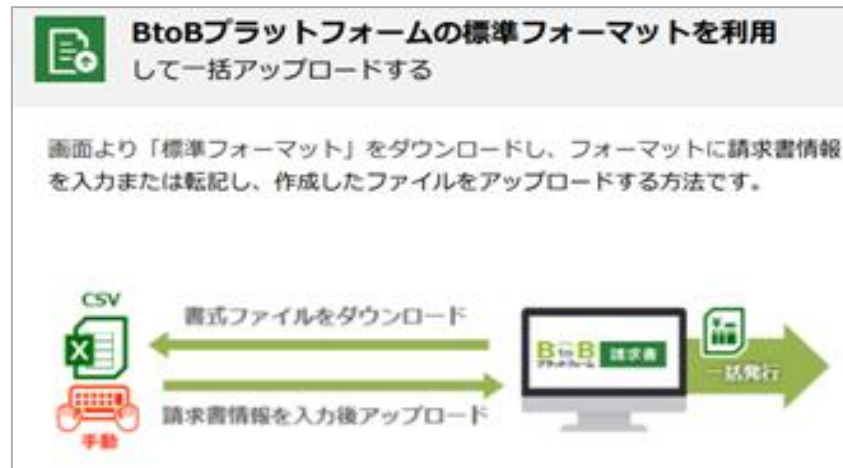 BtoBプラットフォームの標準フォーマットを利用
して一括アップロードする
画面より「標準フォーマット」をダウンロードし、フォーマットに請求書情報
を入力または転記し、作成したファイルをアップロードする方法です。
CSV
書式ファイルをダウンロード
X
手動
請求書情報を入力後アップロード
BtoB
プラットフォーム
請求書
一括発行